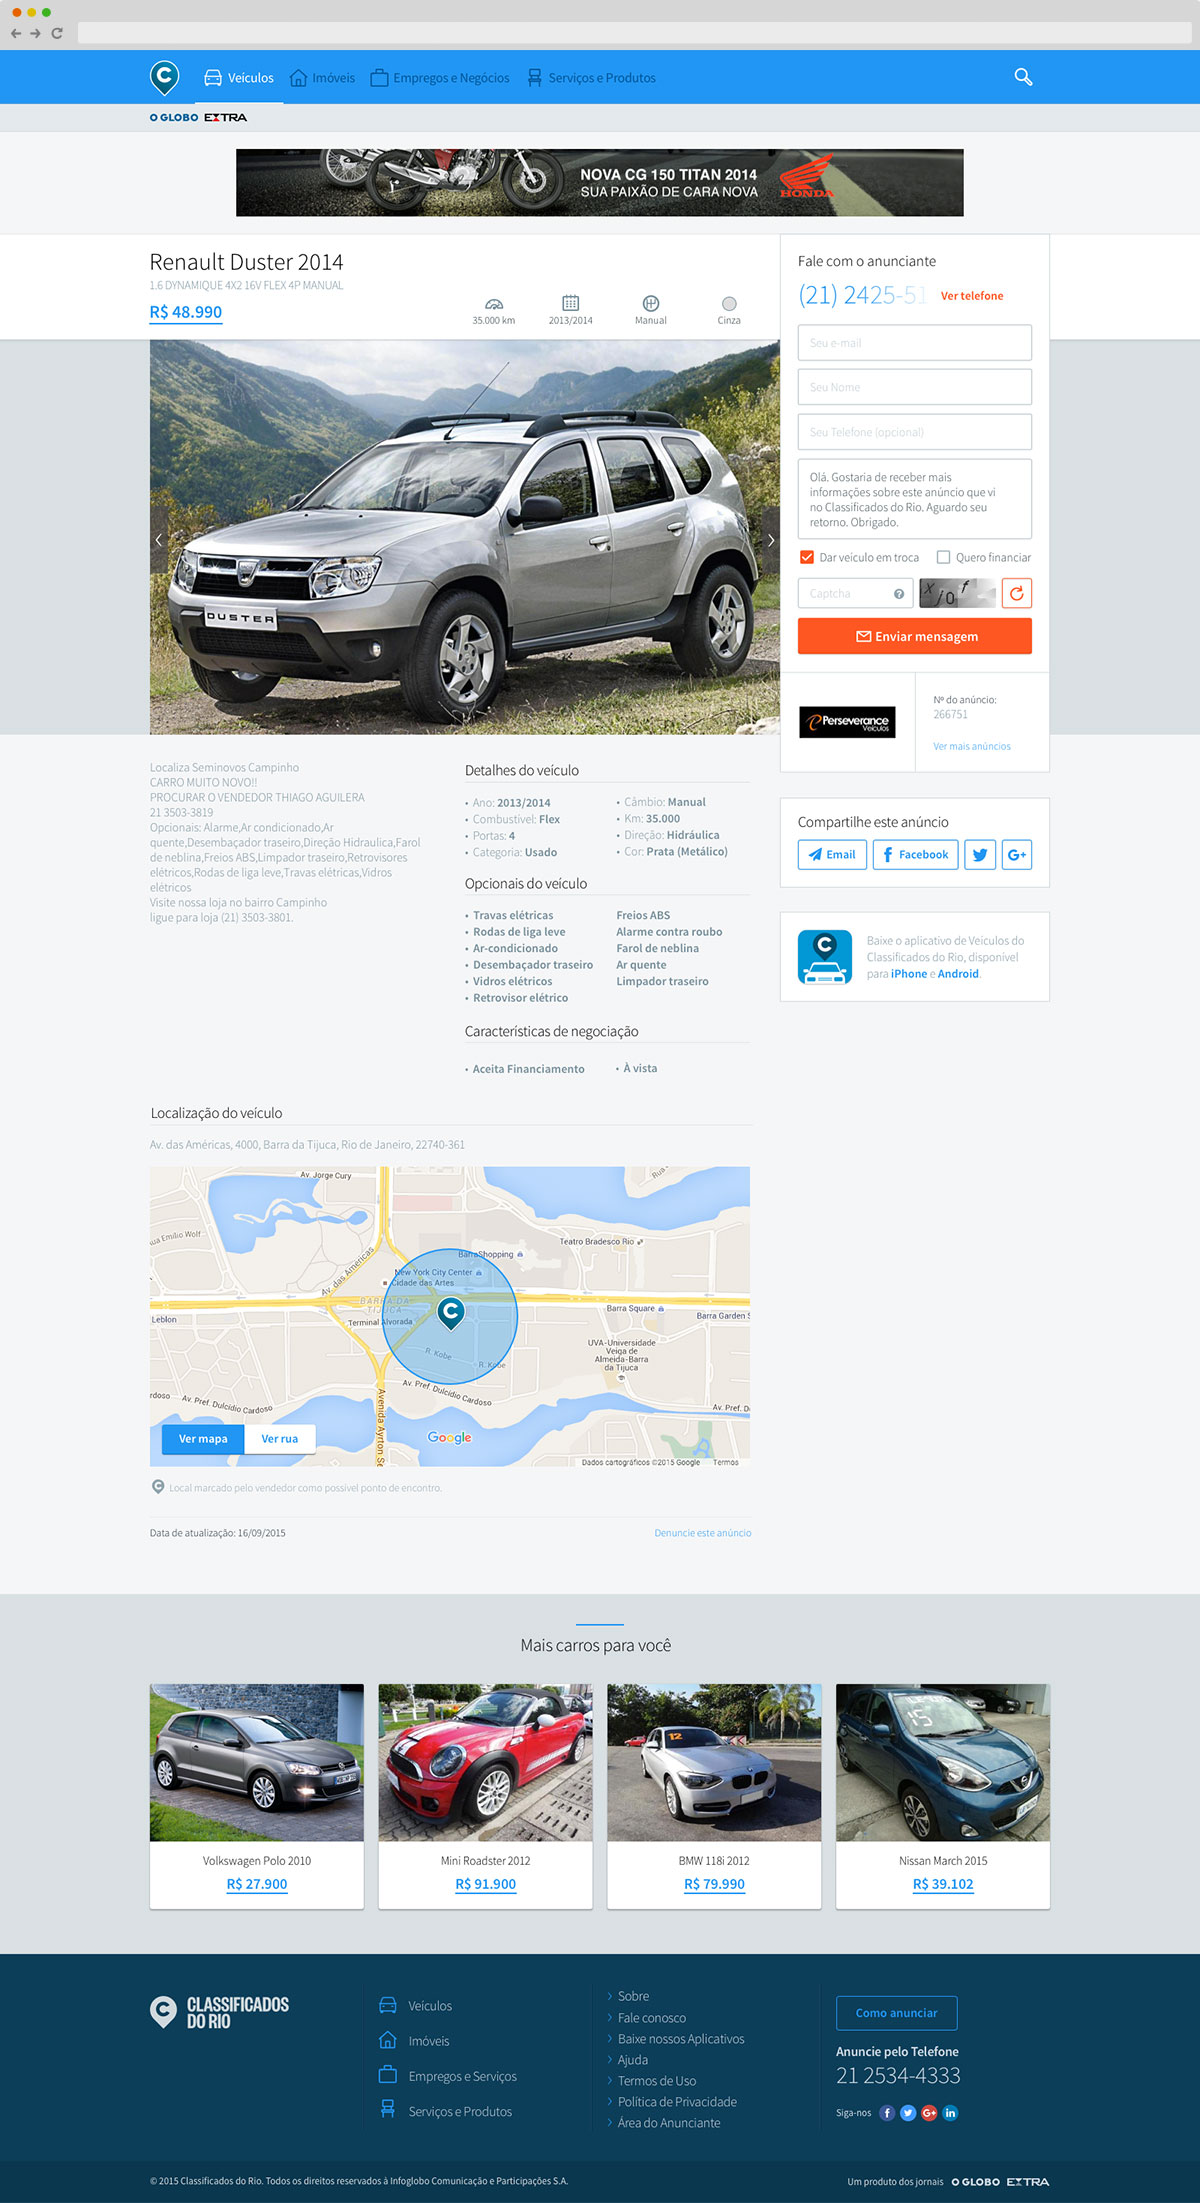 Veículos
Imóveis
Empregos e Negócios
Serviços e Produtos
O GLOBO EXTRA
NOVA CG 150 TITAN 2014
SUA PAIXÃO DE CARA NOVA
HONDA
Renault Duster 2014
1.6 DYNAMIQUE 4X2 16V FLEX 4P MANUAL
R$ 48.990
35.000 km
2013/2014
Manual
Cinza
DUSTER
Fale com o anunciante
(21) 2425-51
Ver telefone
Seu e-mail
Seu Nome
Seu Telefone (opcional)
Olá. Gostaria de receber mais
informações sobre este anúncio que vi
no Classificados do Rio. Aguardo seu
retorno. Obrigado.
Dar veículo em troca
Quero financiar
Captcha
Enviar mensagem
Perseverance
Veículos
Nº do anúncio:
266751
Ver mais anúncios
Localiza Seminovos Campinho
CARRO MUITO NOVO!!
PROCURAR O VENDEDOR THIAGO AGUILERA
21 3503-3819
Opcionais: Alarme,Ar condicionado,Ar
quente,Desembaçador traseiro,Direção Hidraulica,Farol
de neblina,Freios ABS,Limpador traseiro,Retrovisores
elétricos,Rodas de liga leve,Travas elétricas,Vidros
elétricos
Visite nossa loja no bairro Campinho
ligue para loja (21) 3503-3801.
Detalhes do veículo
• Ano: 2013/2014
• Combustível: Flex
• Portas: 4
• Categoria: Usado
• Câmbio: Manual
• Km: 35.000
• Direção: Hidráulica
• Cor: Prata (Metálico)
Opcionais do veículo
• Travas elétricas
• Rodas de liga leve
• Ar-condicionado
• Desembaçador traseiro
• Vidros elétricos
• Retrovisor elétrico
Freios ABS
Alarme contra roubo
Farol de neblina
Ar quente
Limpador traseiro
Características de negociação
• Aceita Financiamento
• À vista
Compartilhe este anúncio
Email
Facebook
G+
Baixe o aplicativo de Veículos do
Classificados do Rio, disponível
para iPhone e Android.
Localização do veículo
Av. das Américas, 4000, Barra da Tijuca, Rio de Janeiro, 22740-361
Av. Jorge Cury
Rua
ua Emílio Wolf
Av. das Américas
Teatro Bradesco Rio
BarraShopping
New York City Center
Cidade das Artes
BARRA DA
TIJUCA
Terminal Alvorada
Leblon
Barra Square
Barra Garden S
UVA-Universidade
Veiga de
Almeida-Barra
da Tijuca
R. Kobe
R. Kobe
Av. Pref. Dulcídio Cardoso
rdoso
Av. Pref. Dulcídio Cardoso
Av. Pref. D
Avenida Ayrton Se
Ver mapa
Ver rua
Google
Dados cartográficos ©2015 Google
Termos
Local marcado pelo vendedor como possível ponto de encontro.
Data de atualização: 16/09/2015
Denuncie este anúncio
Mais carros para você
12
15
Volkswagen Polo 2010
R$ 27.900
Mini Roadster 2012
R$ 91.900
BMW 118i 2012
R$ 79.990
Nissan March 2015
R$ 39.102
CLASSIFICADOS
DO RIO
Veículos
Imóveis
Empregos e Serviços
Serviços e Produtos
Sobre
Fale conosco
Baixe nossos Aplicativos
Ajuda
Termos de Uso
Política de Privacidade
Área do Anunciante
Como anunciar
Anuncie pelo Telefone
21 2534-4333
Siga-nos
© 2015 Classificados do Rio. Todos os direitos reservados à Infoglobo Comunicação e Participações S.A.
Um produto dos jornais O GLOBO EXTRA